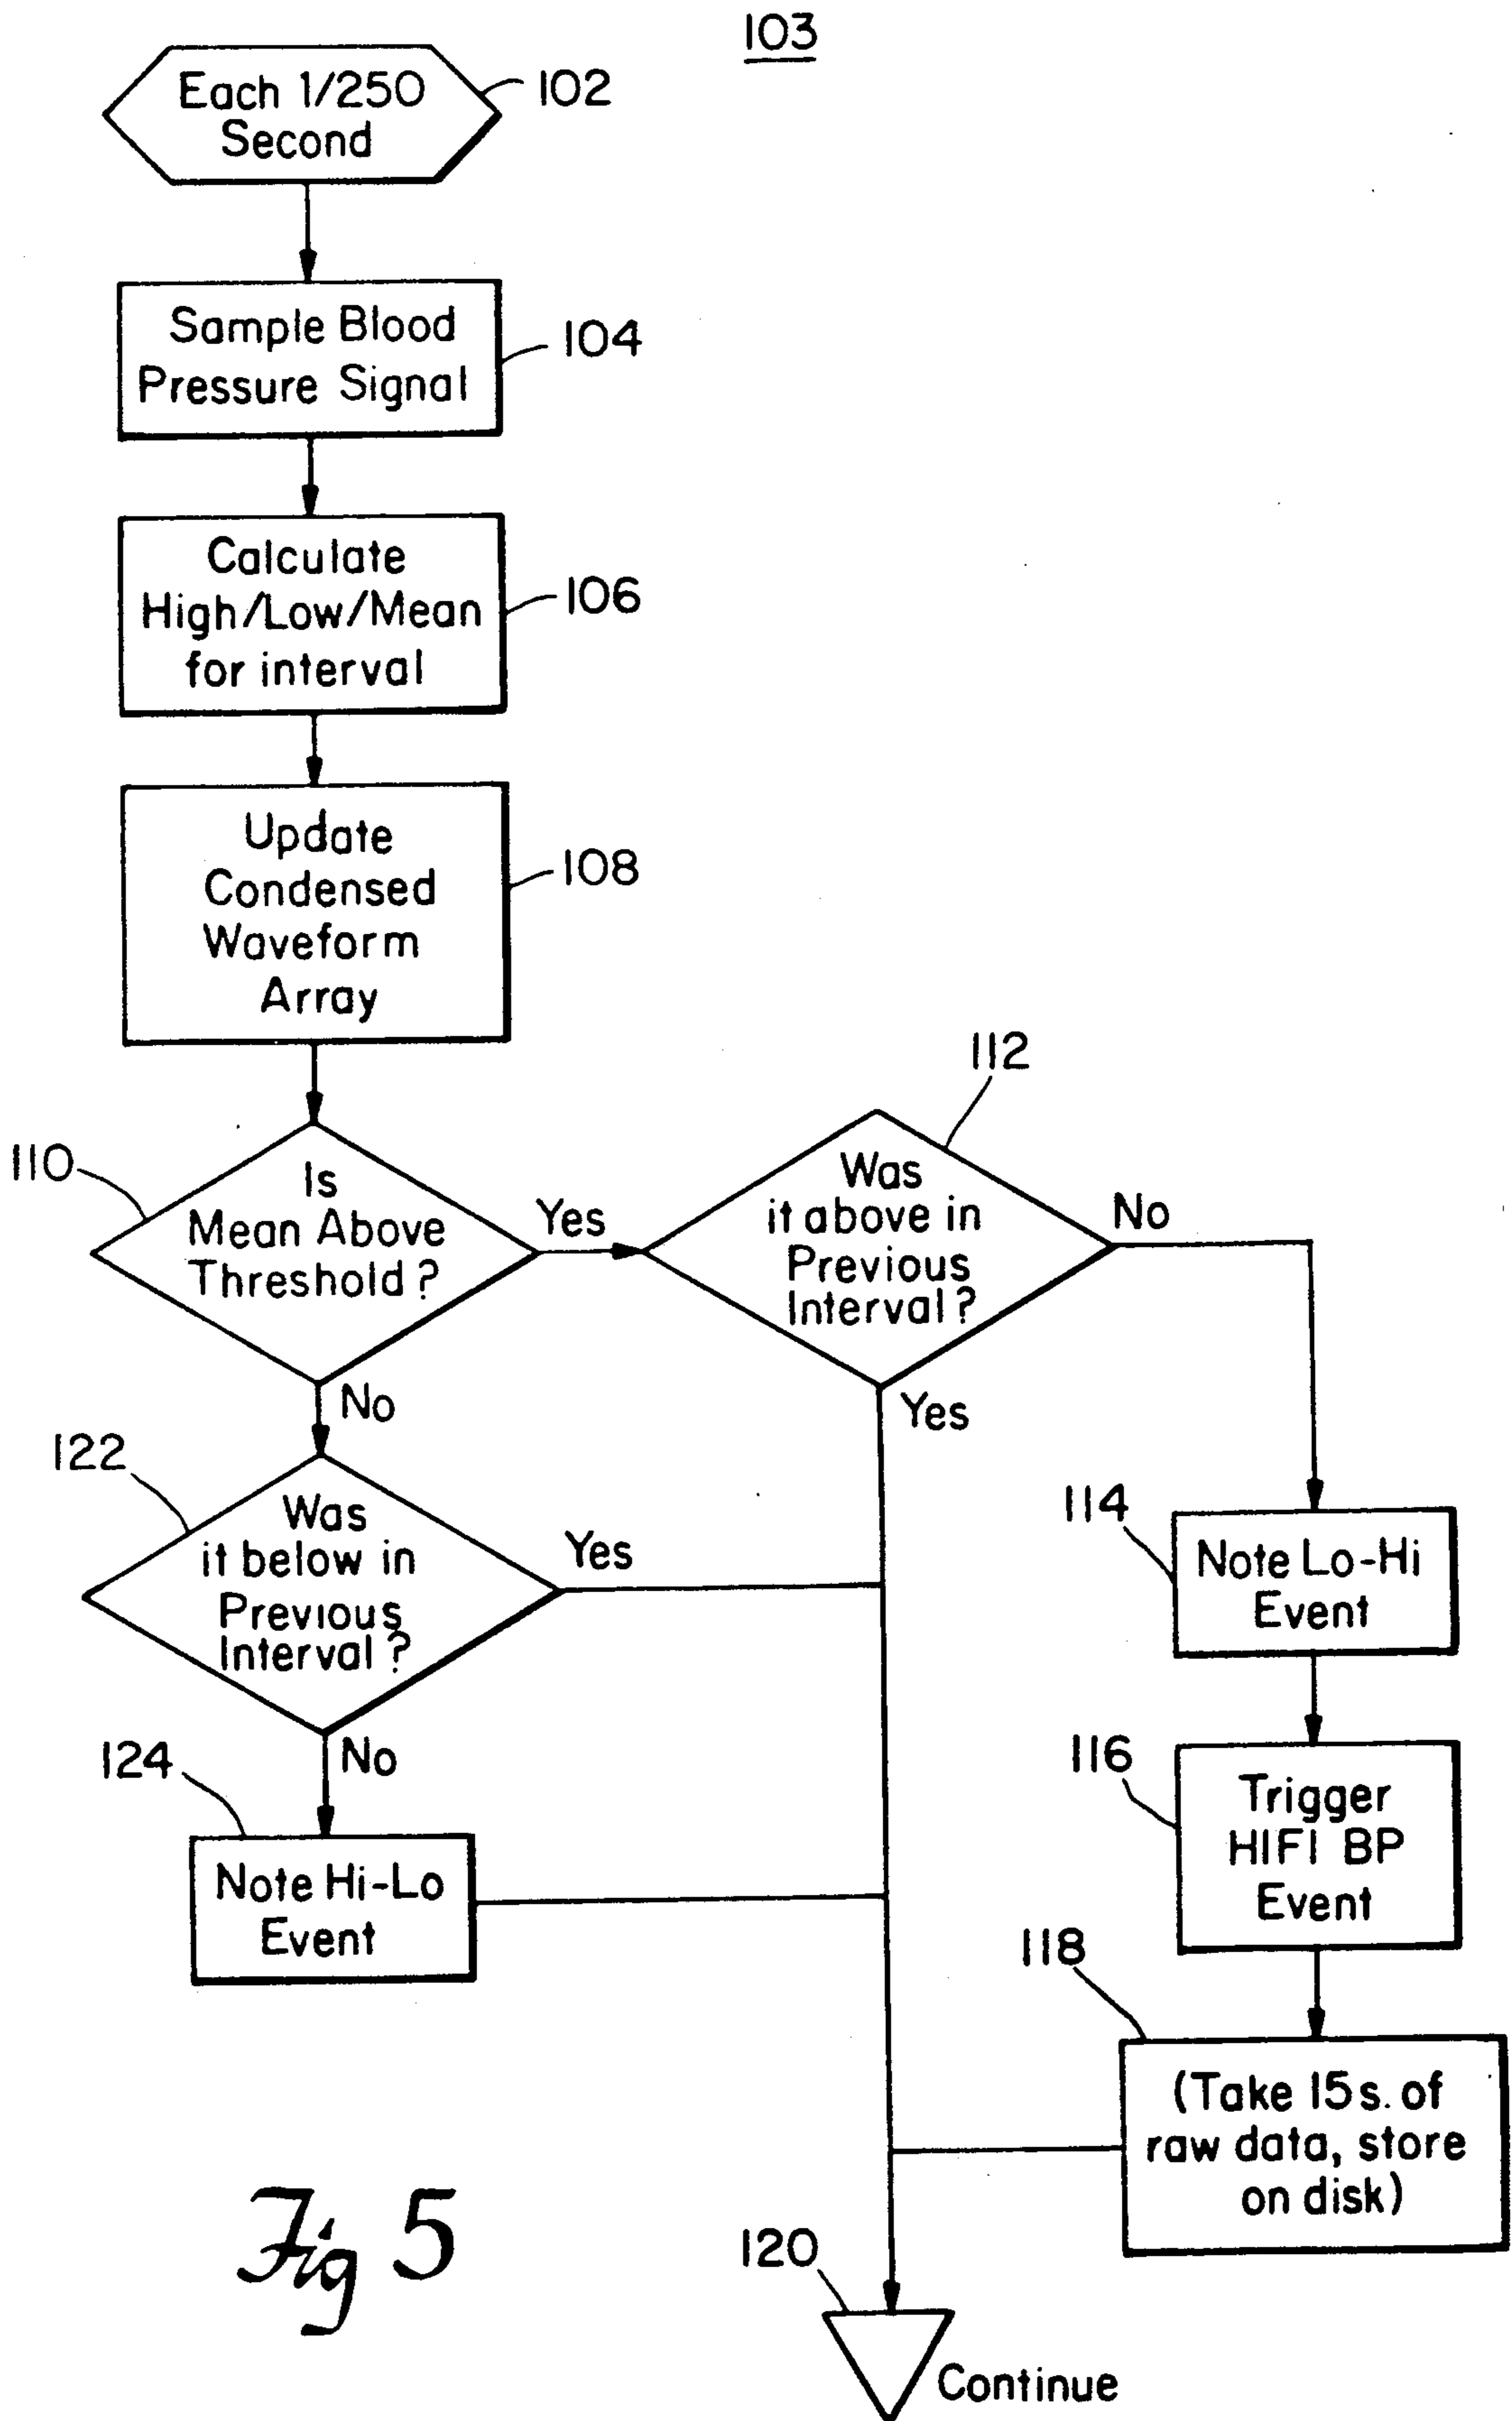 103
Each 1/250
Second
102
Sample Blood
Pressure Signal
104
Calculate
High/Low/Mean
for interval
106
Update
Condensed
Waveform
Array
108
110
Is
Mean Above
Threshold?
Yes
No
112
Was
it above in
Previous
Interval?
No
Yes
122
Was
it below in
Previous
Interval?
Yes
No
114
Note Lo-Hi
Event
124
Note Hi-Lo
Event
116
Trigger
HIFI BP
Event
118
(Take 15s. of
raw data, store
on disk)
120
Continue
Fig 5